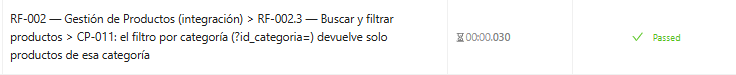 RF-002 — Gestión de Productos (integración) > RF-002.3 — Buscar y filtrar
productos > CP-011: el filtro por categoría (?id_categoria=) devuelve solo
productos de esa categoría
00:00.030
Passed